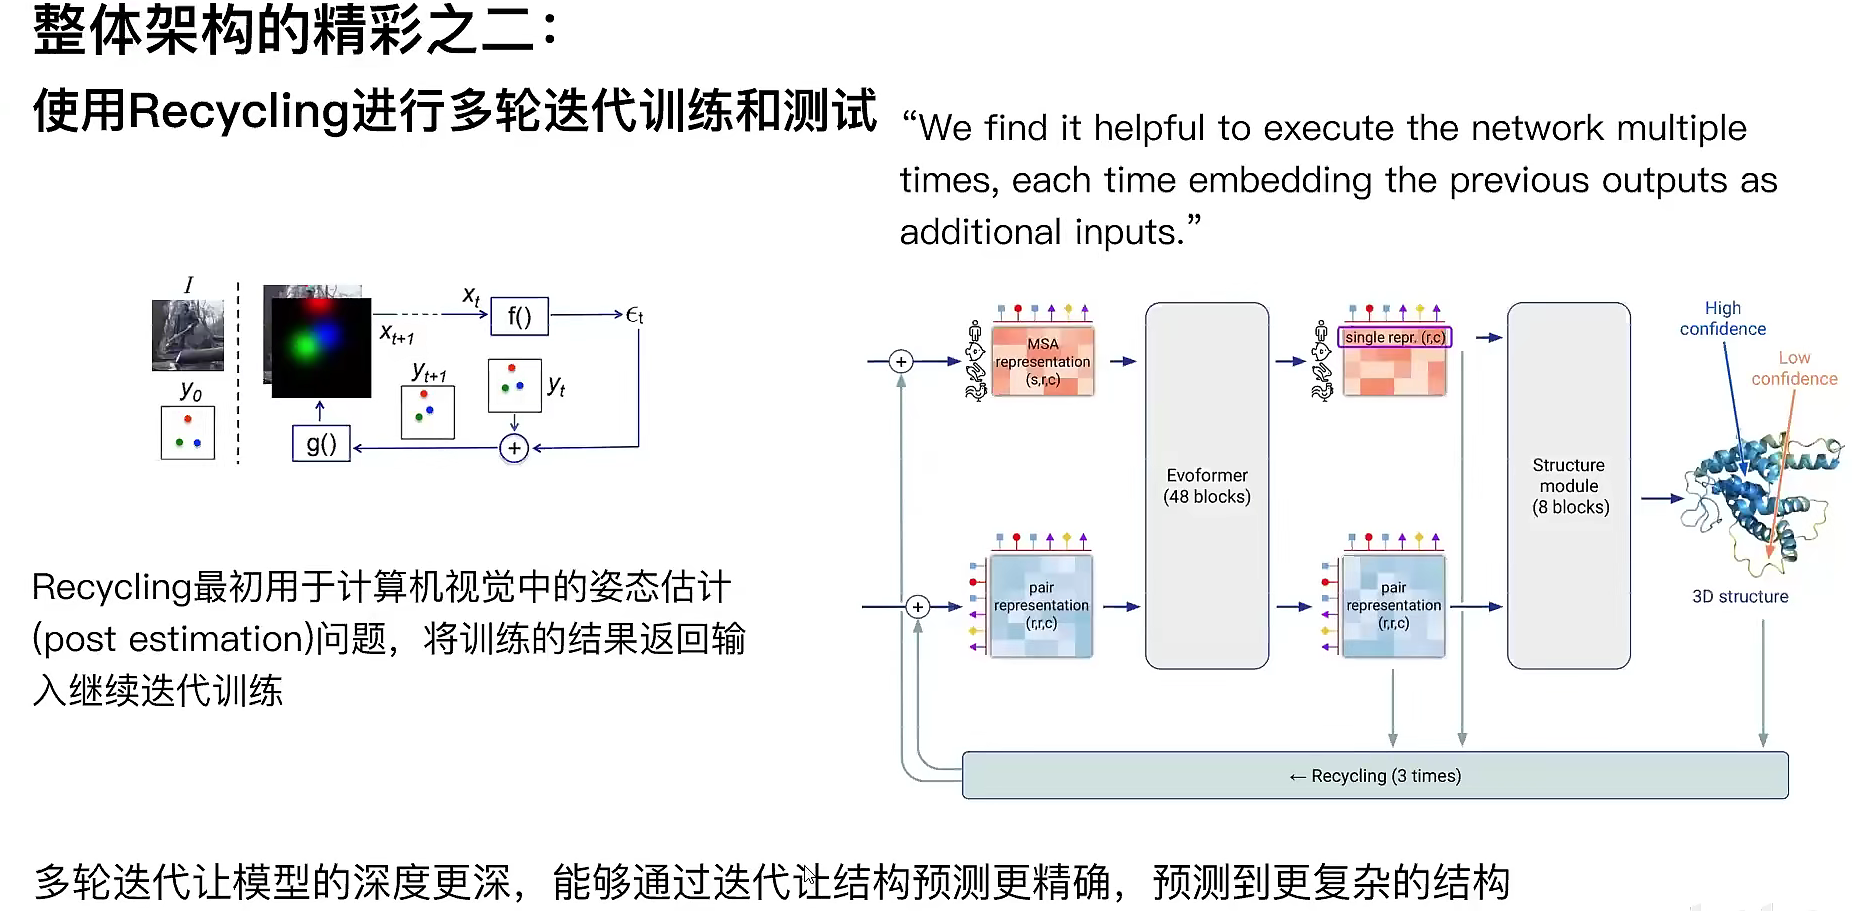 整体架构的精彩之二：
使用Recycling进行多轮迭代训练和测试
“We find it helpful to execute the network multiple
times, each time embedding the previous outputs as
additional inputs.”
I
y0
xt+1
xt
f()
ϵt
yt+1
yt
g()
+
Recycling最初用于计算机视觉中的姿态估计
(post estimation)问题，将训练的结果返回输
入继续迭代训练
+
MSA
representation
(s,r,c)
single repr. (r,c)
High
confidence
Low
confidence
Evoformer
(48 blocks)
Structure
module
(8 blocks)
+
pair
representation
(r,r,c)
pair
representation
(r,r,c)
3D structure
← Recycling (3 times)
多轮迭代让模型的深度更深，能够通过迭代让结构预测更精确，预测到更复杂的结构